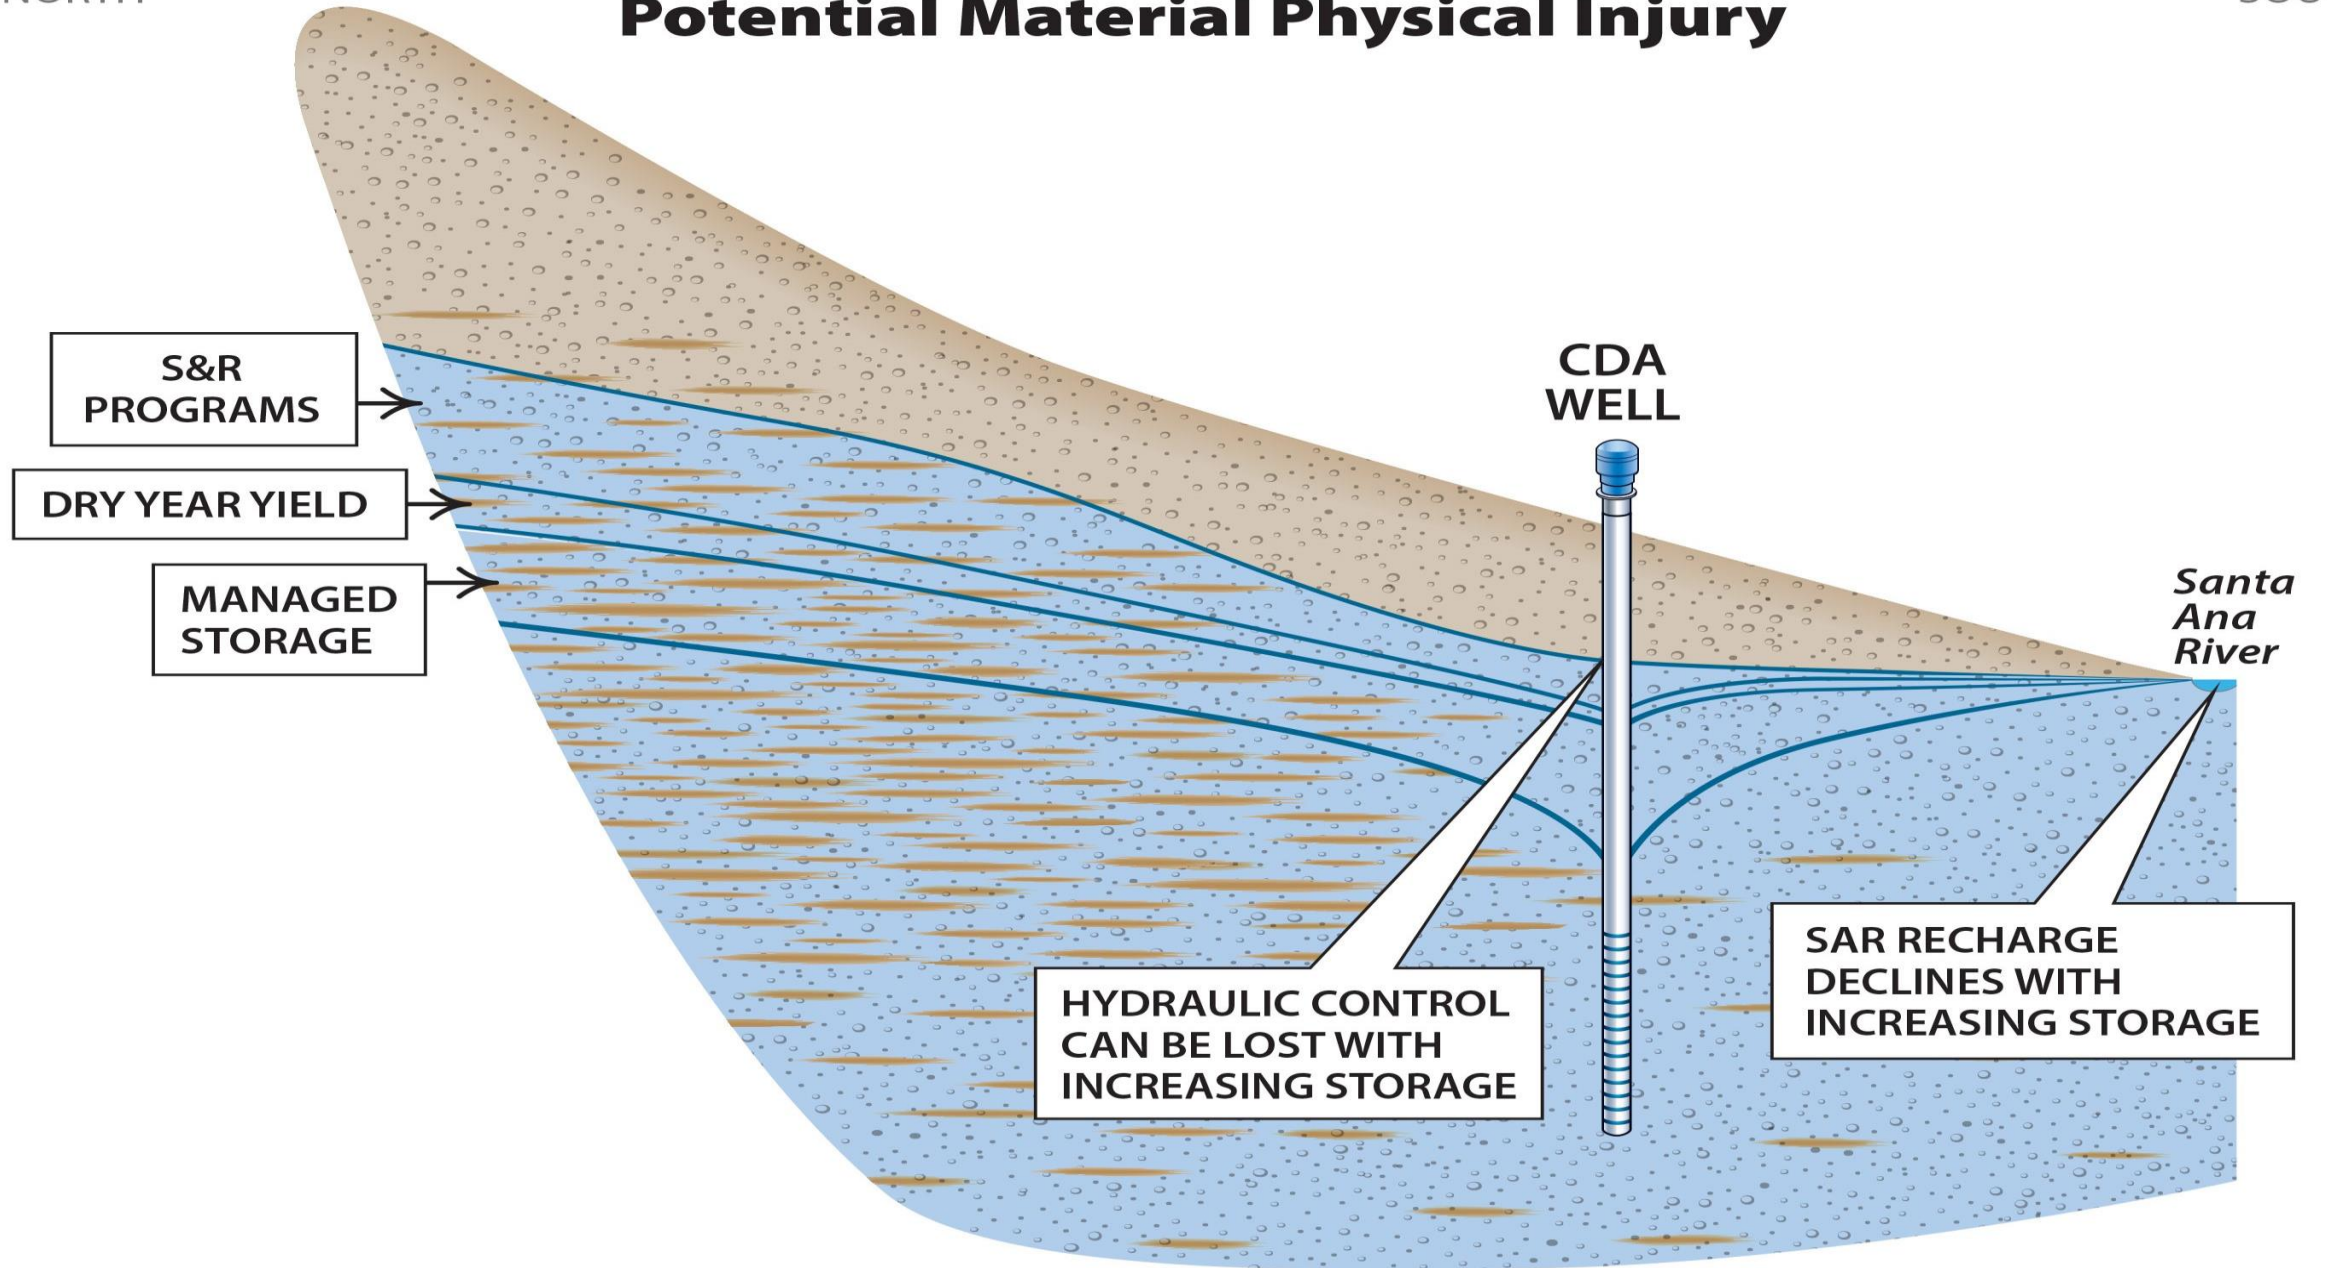 NORTH
Potential Material Physical Injury
S&R
PROGRAMS
DRY YEAR YIELD
MANAGED
STORAGE
CDA
WELL
Santa
Ana
River
HYDRAULIC CONTROL
CAN BE LOST WITH
INCREASING STORAGE
SAR RECHARGE
DECLINES WITH
INCREASING STORAGE